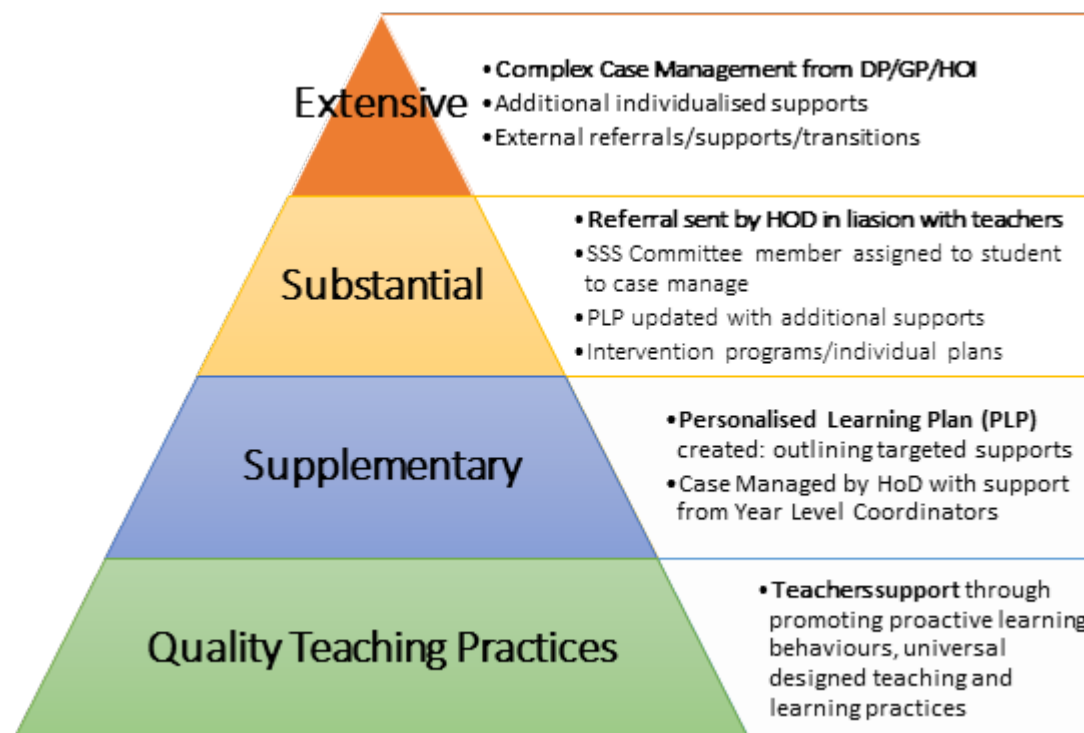 Extensive
•Complex Case Management from DP/GP/HOI
•Additional individualised supports
•External referrals/supports/transitions
Substantial
•Referral sent by HOD in liasion with teachers
•SSS Committee member assigned to student
to case manage
•PLP updated with additional supports
•Intervention programs/individual plans
Supplementary
•Personalised Learning Plan (PLP)
created: outlining targeted supports
•Case Managed by HoD with support
from Year Level Coordinators
Quality Teaching Practices
•Teachers support through
promoting proactive learning
behaviours, universal
designed teaching and
learning practices